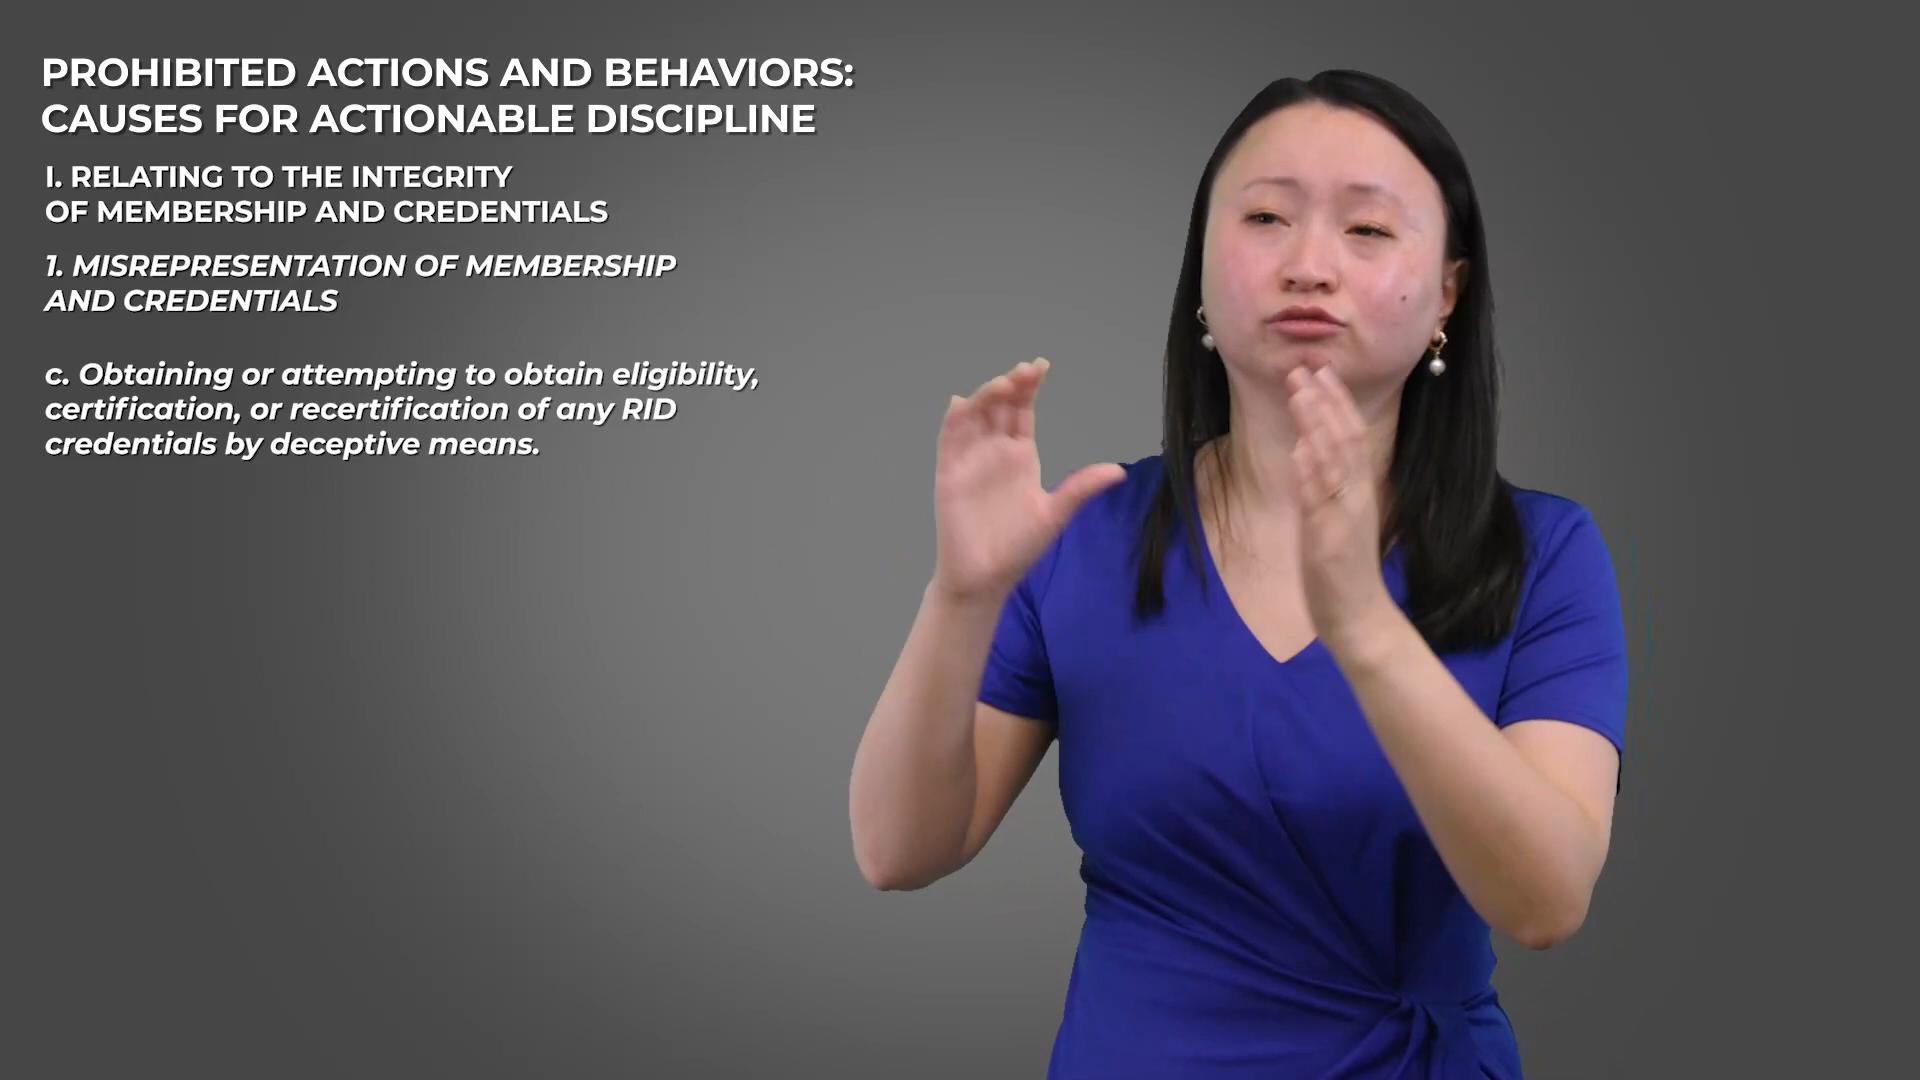 PROHIBITED ACTIONS AND BEHAVIORS:
CAUSES FOR ACTIONABLE DISCIPLINE
I. RELATING TO THE INTEGRITY
OF MEMBERSHIP AND CREDENTIALS
1. MISREPRESENTATION OF MEMBERSHIP
AND CREDENTIALS
c. Obtaining or attempting to obtain eligibility,
certification, or recertification of any RID
credentials by deceptive means.